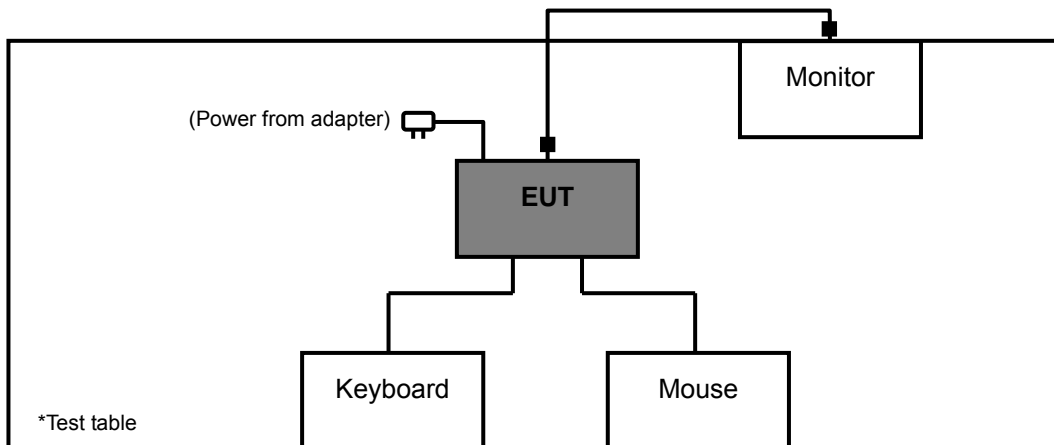 Monitor
(Power from adapter)
EUT
Keyboard
Mouse
*Test table